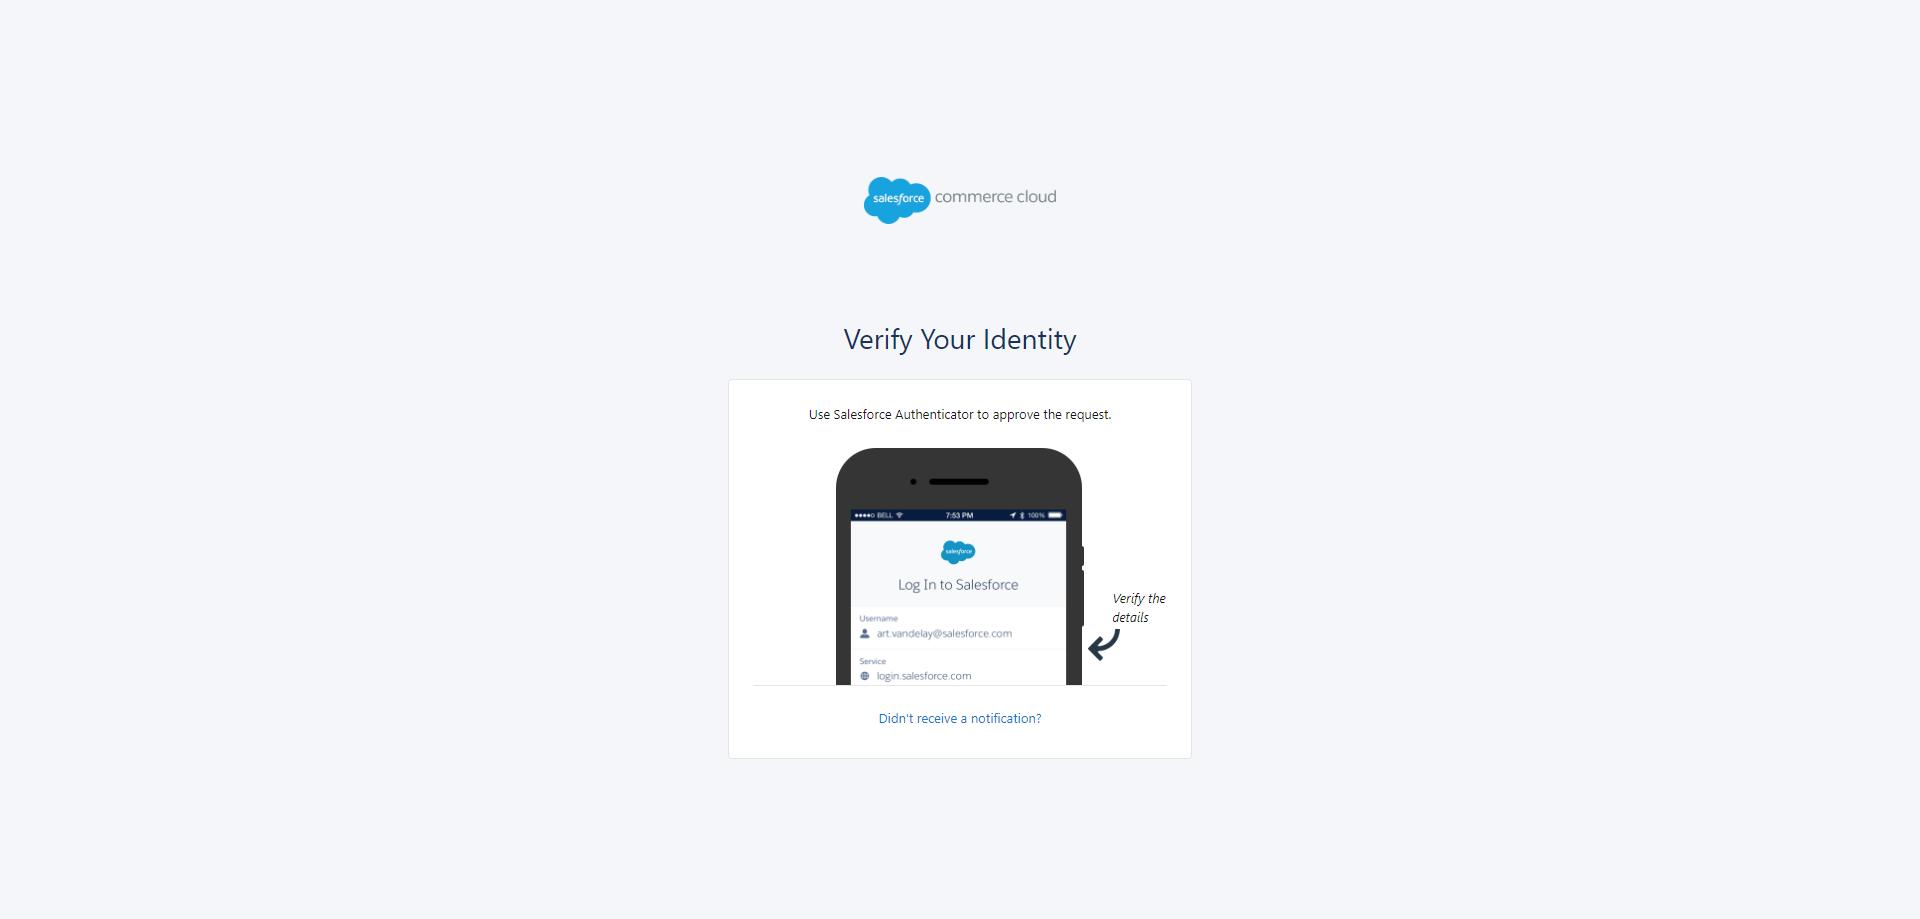 salesforce commerce cloud
Verify Your Identity
Use Salesforce Authenticator to approve the request.
BELL 7:53 PM 100%
salesforce
Log In to Salesforce
Username
art.vandelay@salesforce.com
Service
login.salesforce.com
Verify the
details
Didn't receive a notification?